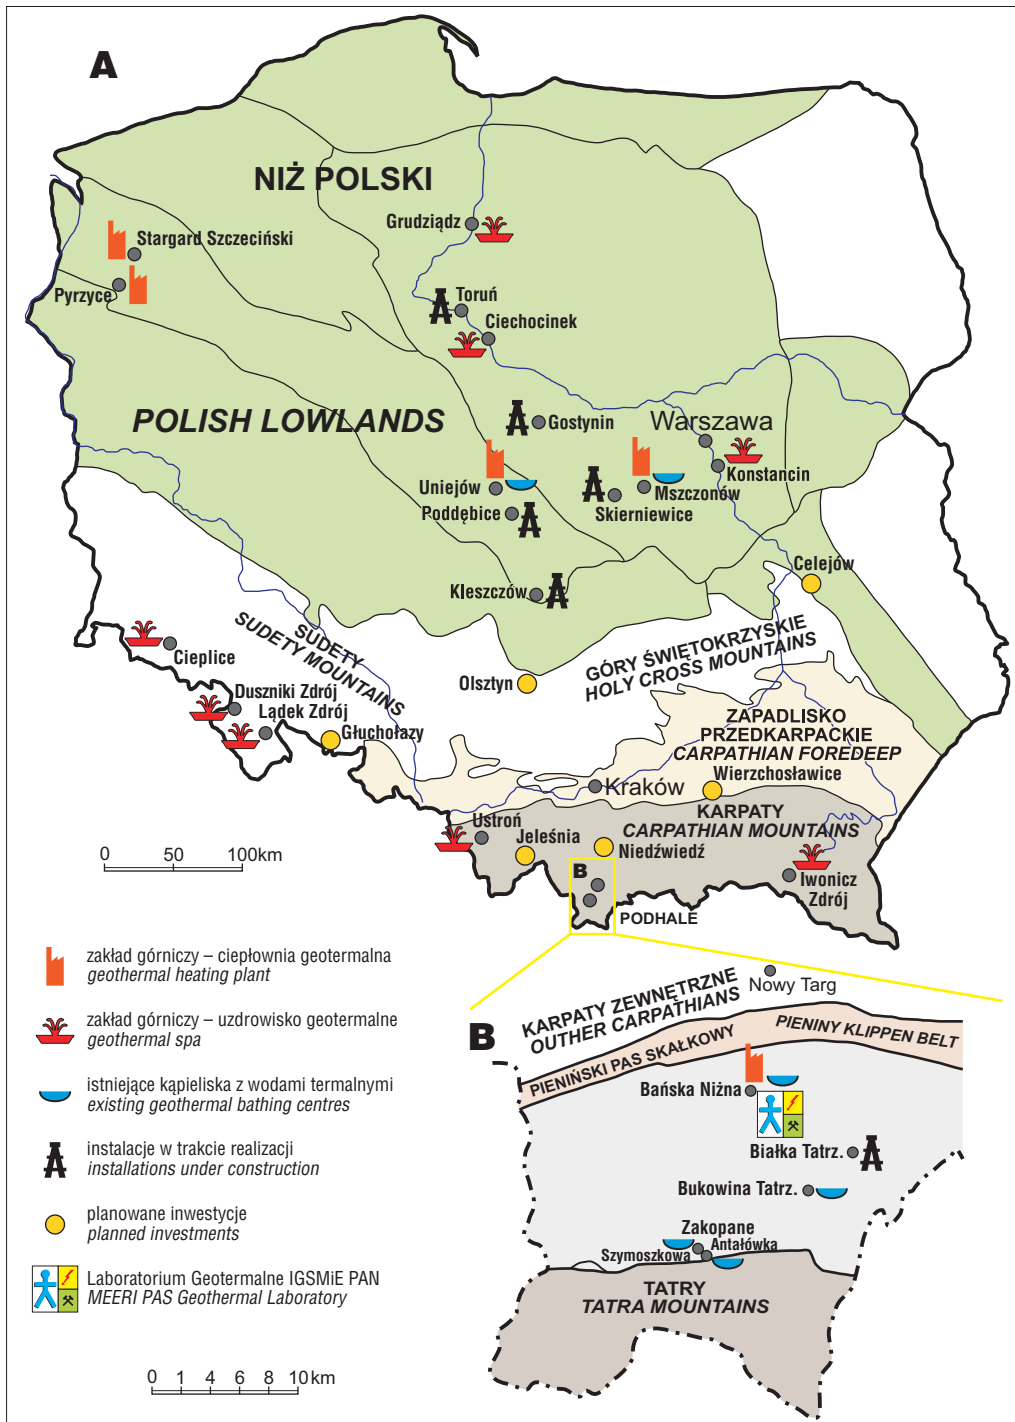 A
NIŻ POLSKI
Grudziądz
Stargard Szczeciński
Pyrzyce
Toruń
Ciechocinek
POLISH LOWLANDS
Gostynin
Warszawa
Konstancin
Uniejów
Mszczonów
Poddębice
Skierniewice
Celejów
Kleszczów
SUDETY
SUDETY MOUNTAINS
GÓRY ŚWIĘTOKRZYSKIE
HOLY CROSS MOUNTAINS
Cieplice
Olsztyn
Duszniki Zdrój
Lądek Zdrój
Głuchołazy
ZAPADLISKO
PRZEDKARPACKIE
CARPATHIAN FOREDEEP
Wierzchosławice
Kraków
KARPATY
CARPATHIAN MOUNTAINS
Ustroń
Jeleśnia
Niedźwiedź
B
Iwonicz
Zdrój
PODHALE
0 50 100km
zakład górniczy – ciepłownia geotermalna
geothermal heating plant
zakład górniczy – uzdrowisko geotermalne
geothermal spa
istniejące kąpieliska z wodami termalnymi
existing geothermal bathing centres
instalacje w trakcie realizacji
installations under construction
planowane inwestycje
planned investments
Laboratorium Geotermalne IGSMiE PAN
MEERI PAS Geothermal Laboratory
0 1 4 6 8 10km
B
Nowy Targ
KARPATY ZEWNĘTRZNE
OUTHER CARPATHIANS
PIENIŃSKI PAS SKAŁKOWY
PIENINY KLIPPEN BELT
Bańska Niżna
Białka Tatrz.
Bukowina Tatrz.
Zakopane
Antałówka
Szymoszkowa
TATRY
TATRA MOUNTAINS